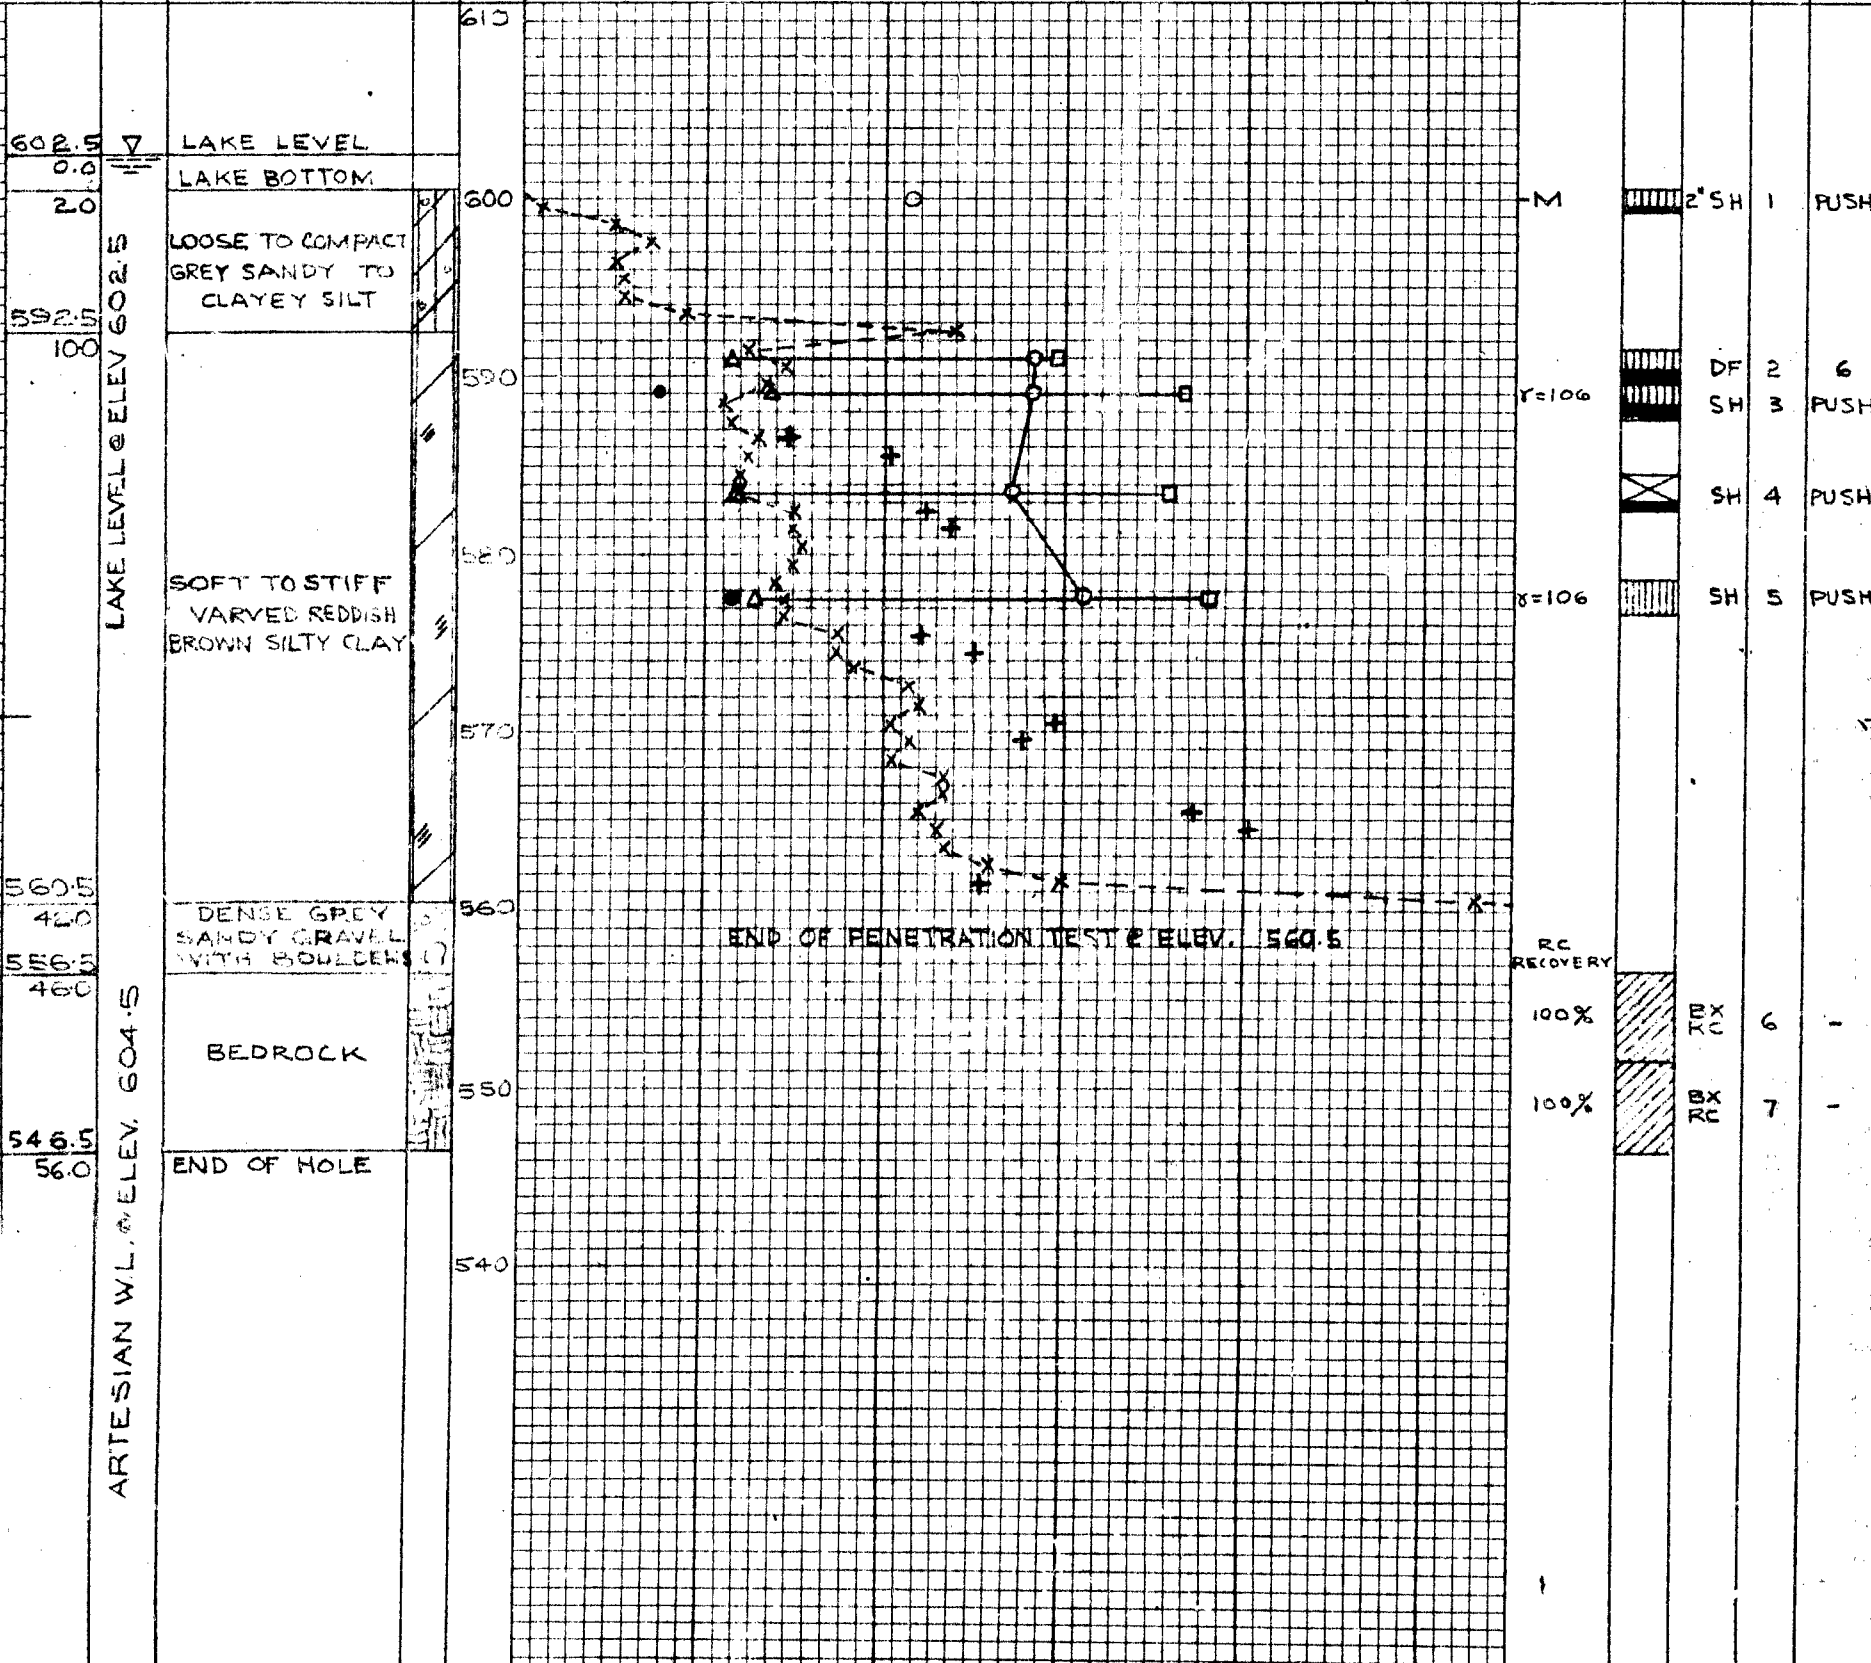 610
602.5
0.0
LAKE LEVEL
LAKE BOTTOM
2.0
600
-M
2" SH 1 PUSH
LAKE LEVEL @ ELEV 602.5
LOOSE TO COMPACT
GREY SANDY TO
CLAYEY SILT
592.5
10.0
590
DF 2 6
γ=106
SH 3 PUSH
SH 4 PUSH
580
SOFT TO STIFF
VARVED REDDISH
BROWN SILTY CLAY
γ=106
SH 5 PUSH
570
560.5
42.0
560
DENSE GREY
SANDY GRAVEL
WITH BOULDERS
END OF PENETRATION TEST @ ELEV. 560.5
RC
RECOVERY
556.5
46.0
BEDROCK
100%
BX
RC
6 -
550
100%
BX
RC
7 -
546.5
56.0
END OF HOLE
ARTESIAN W.L. @ ELEV. 604.5
540